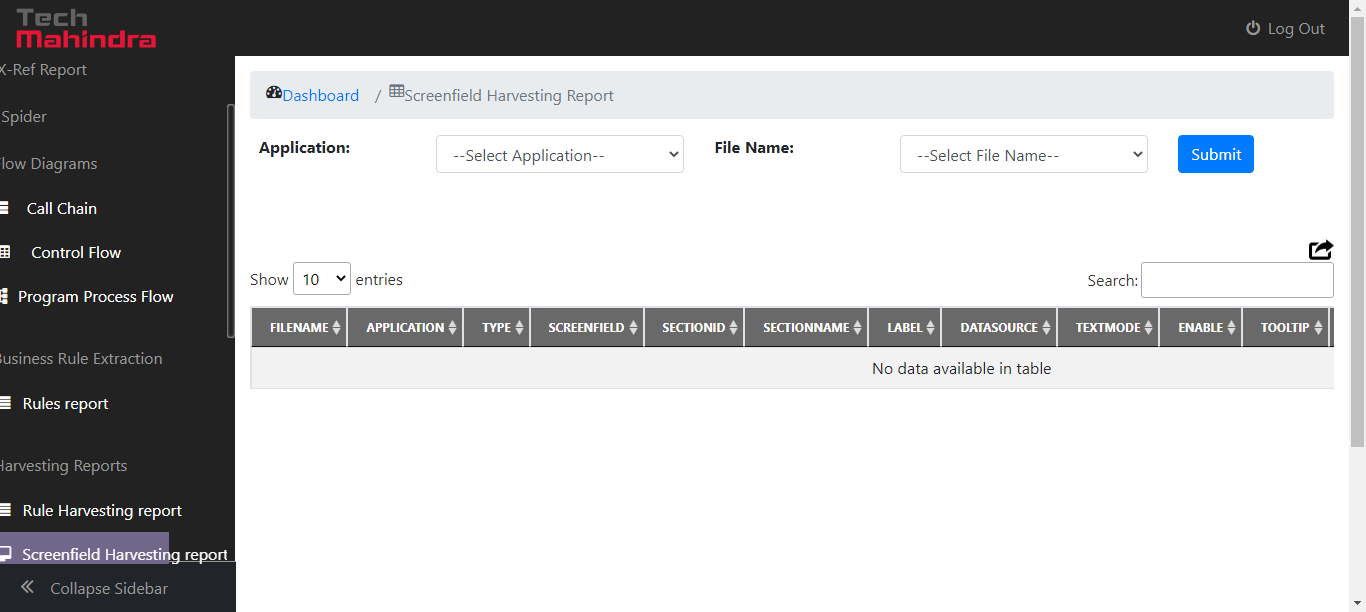 Tech
Mahindra
Log Out
X-Ref Report
Spider
low Diagrams
Call Chain
Control Flow
Program Process Flow
usiness Rule Extraction
Rules report
Harvesting Reports
Rule Harvesting report
Screenfield Harvesting report
Collapse Sidebar
Dashboard / Screenfield Harvesting Report
Application: --Select Application-- File Name: --Select File Name-- Submit
Show 10 entries Search:
FILENAME APPLICATION TYPE SCREENFIELD SECTIONID SECTIONNAME LABEL DATASOURCE TEXTMODE ENABLE TOOLTIP
No data available in table